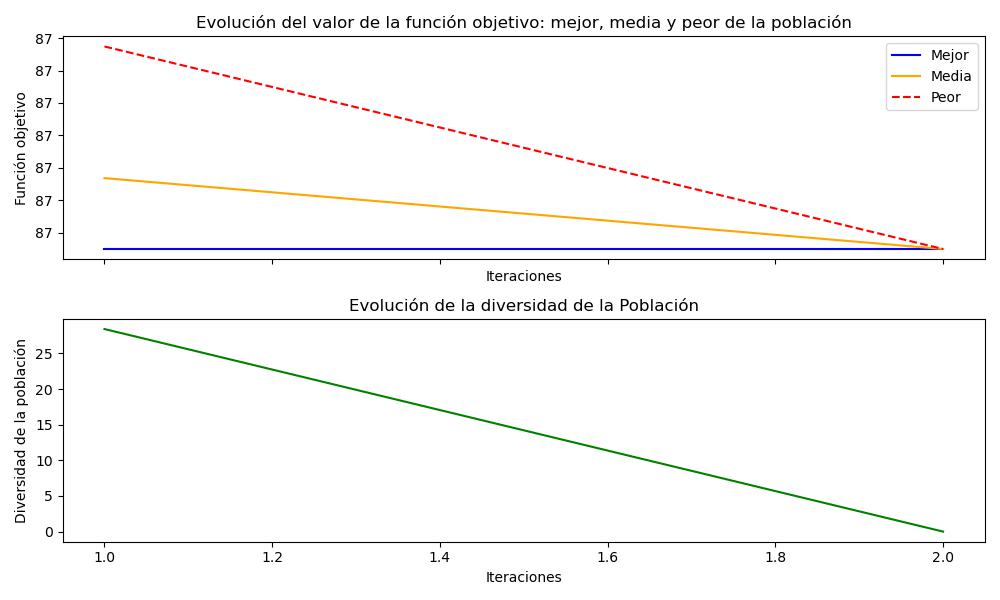 Evolución del valor de la función objetivo: mejor, media y peor de la población
87
87
87
87
87
87
87
Función objetivo
Mejor
Media
Peor
Iteraciones
Evolución de la diversidad de la Población
25
20
15
10
5
0
Diversidad de la población
1.0 1.2 1.4 1.6 1.8 2.0
Iteraciones